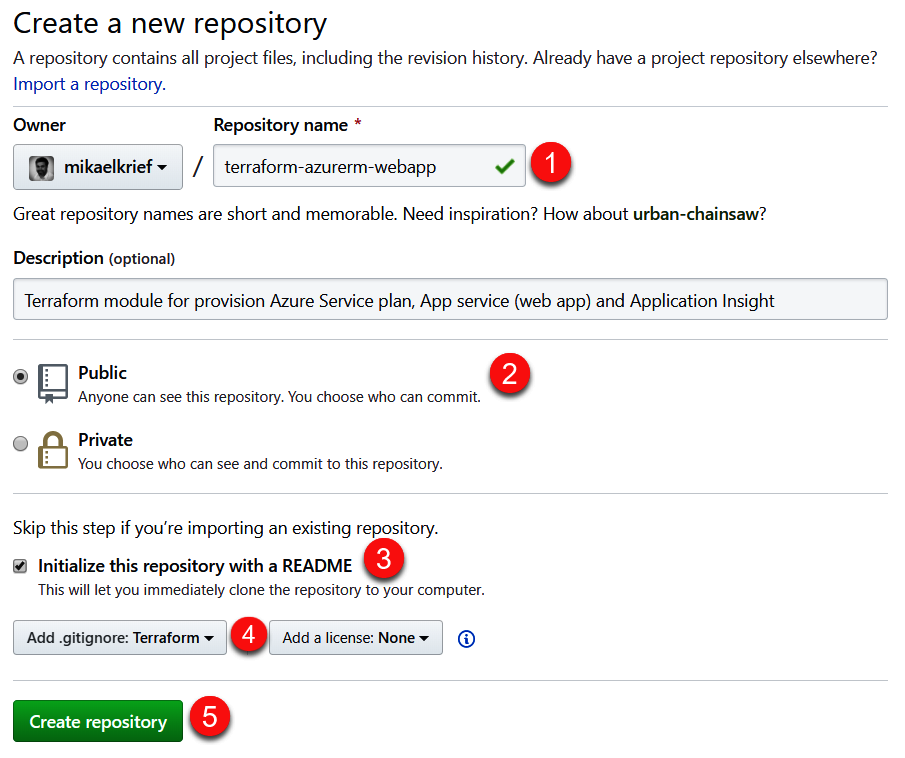 Create a new repository
A repository contains all project files, including the revision history. Already have a project repository elsewhere?
Import a repository.
Owner Repository name *
mikaelkrief / terraform-azurerm-webapp 1
Great repository names are short and memorable. Need inspiration? How about urban-chainsaw?
Description (optional)
Terraform module for provision Azure Service plan, App service (web app) and Application Insight
Public 2
Anyone can see this repository. You choose who can commit.
Private
You choose who can see and commit to this repository.
Skip this step if you’re importing an existing repository.
Initialize this repository with a README 3
This will let you immediately clone the repository to your computer.
Add .gitignore: Terraform 4 Add a license: None
Create repository 5